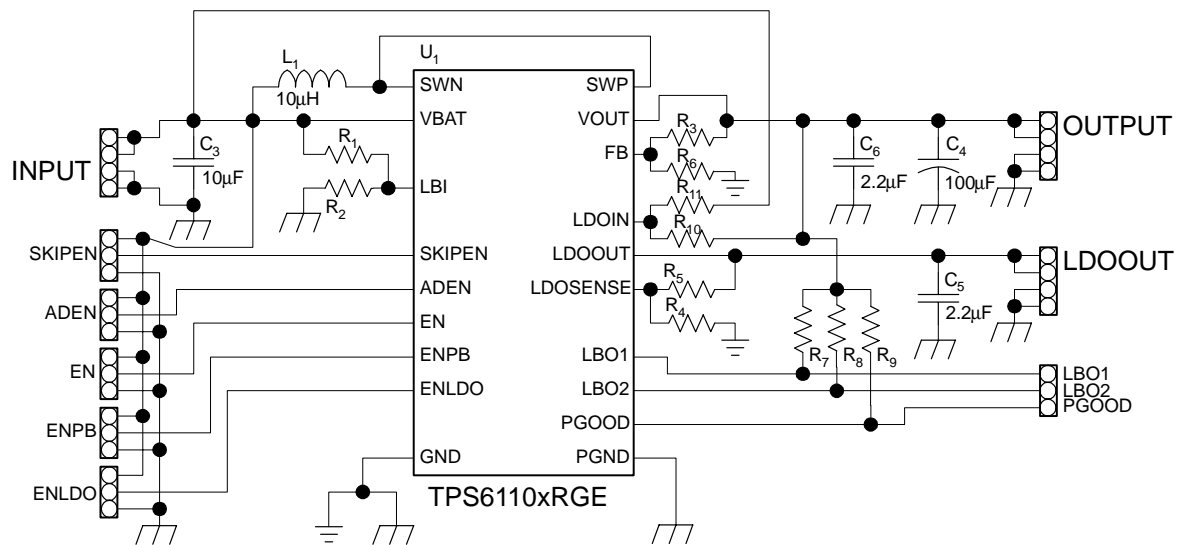 U1
L1
10μH
SWN
SWP
VBAT
VOUT
R3
OUTPUT
C3
10μF
R1
FB
R6
C6
2.2μF
C4
100μF
INPUT
LBI
R2
R11
LDOIN
R10
SKIPEN
SKIPEN
LDOOUT
LDOOUT
ADEN
ADEN
LDOSENSE
R5
R4
C5
2.2μF
EN
EN
ENPB
LBO1
R7
R8
R9
LBO1
ENLDO
LBO2
LBO2
PGOOD
ENPB
PGOOD
GND
PGND
ENLDO
TPS6110xRGE